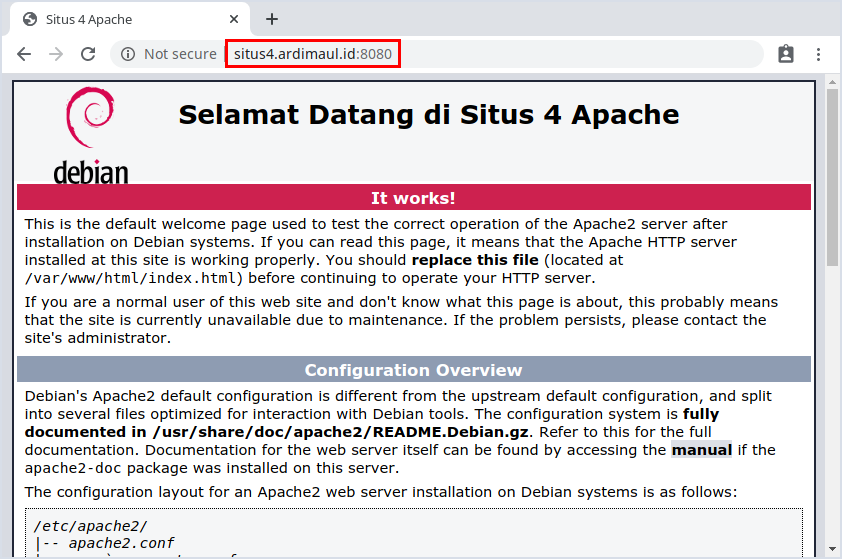 Situs 4 Apache
Not secure
situs4.ardimaul.id:8080
debian
Selamat Datang di Situs 4 Apache
It works!
This is the default welcome page used to test the correct operation of the Apache2 server after
installation on Debian systems. If you can read this page, it means that the Apache HTTP server
installed at this site is working properly. You should replace this file (located at
/var/www/html/index.html) before continuing to operate your HTTP server.
If you are a normal user of this web site and don't know what this page is about, this probably means
that the site is currently unavailable due to maintenance. If the problem persists, please contact the
site's administrator.
Configuration Overview
Debian's Apache2 default configuration is different from the upstream default configuration, and split
into several files optimized for interaction with Debian tools. The configuration system is fully
documented in /usr/share/doc/apache2/README.Debian.gz. Refer to this for the full
documentation. Documentation for the web server itself can be found by accessing the manual if the
apache2-doc package was installed on this server.
The configuration layout for an Apache2 web server installation on Debian systems is as follows:
/etc/apache2/
|-- apache2.conf